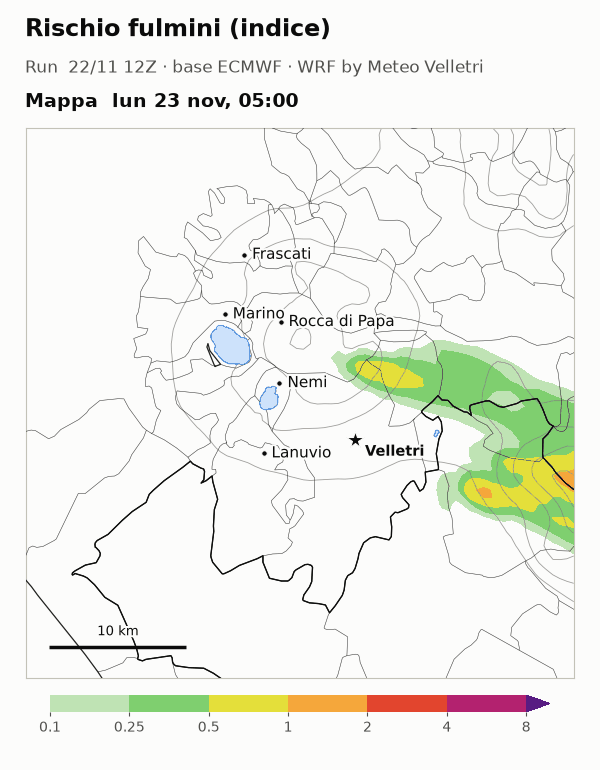 Rischio fulmini (indice)
Run  22/11 12Z · base ECMWF · WRF by Meteo Velletri
Mappa  lun 23 nov, 05:00
Frascati
Marino
Rocca di Papa
Nemi
Velletri
Lanuvio
10 km
0.1 0.25 0.5 1 2 4 8